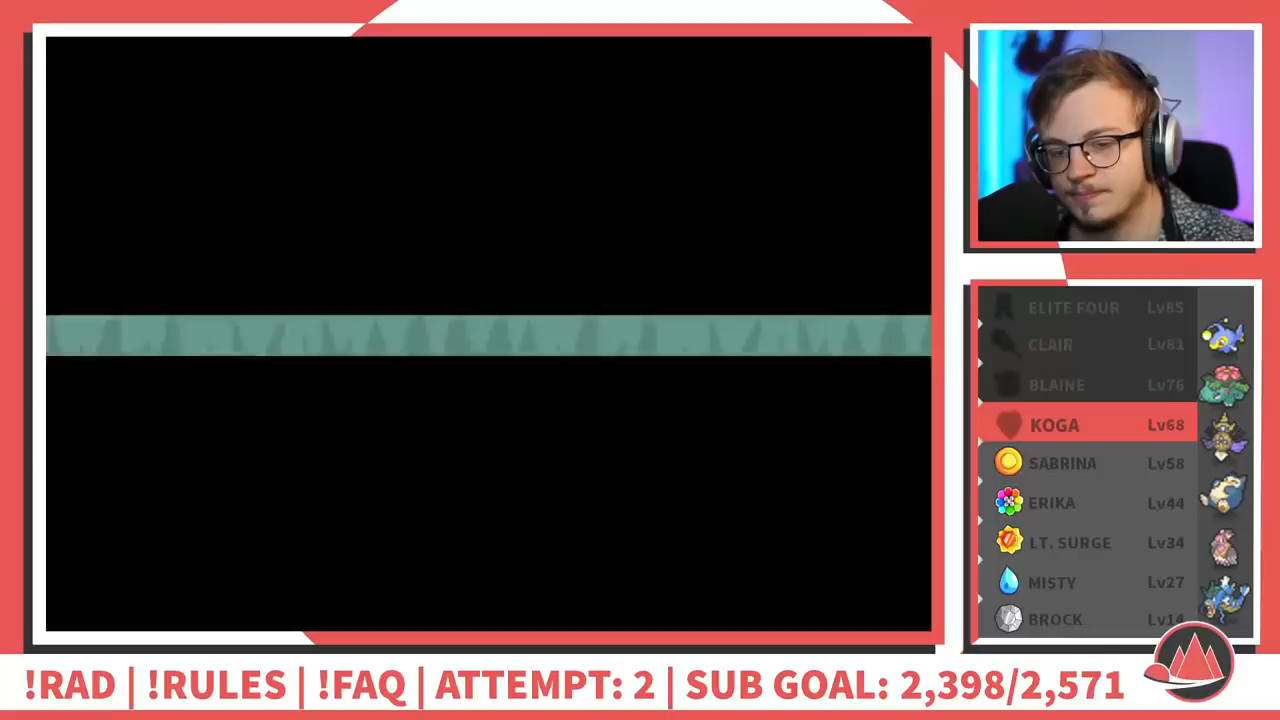 ELITE FOUR Lv85
CLAIR Lv81
BLAINE Lv76
KOGA Lv68
SABRINA Lv58
ERIKA Lv44
LT. SURGE Lv34
MISTY Lv27
BROCK Lv14
!RAD | !RULES | !FAQ | ATTEMPT: 2 | SUB GOAL: 2,398/2,571